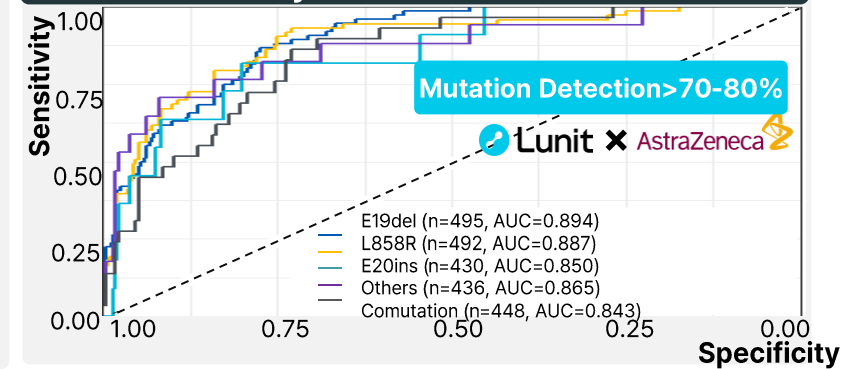 Sensitivity
1.00
0.75
0.50
0.25
0.00
Mutation Detection>70-80%
Lunit × AstraZeneca
E19del (n=495, AUC=0.894)
L858R (n=492, AUC=0.887)
E20ins (n=430, AUC=0.850)
Others (n=436, AUC=0.865)
Comutation (n=448, AUC=0.843)
1.00 0.75 0.50 0.25 0.00
Specificity